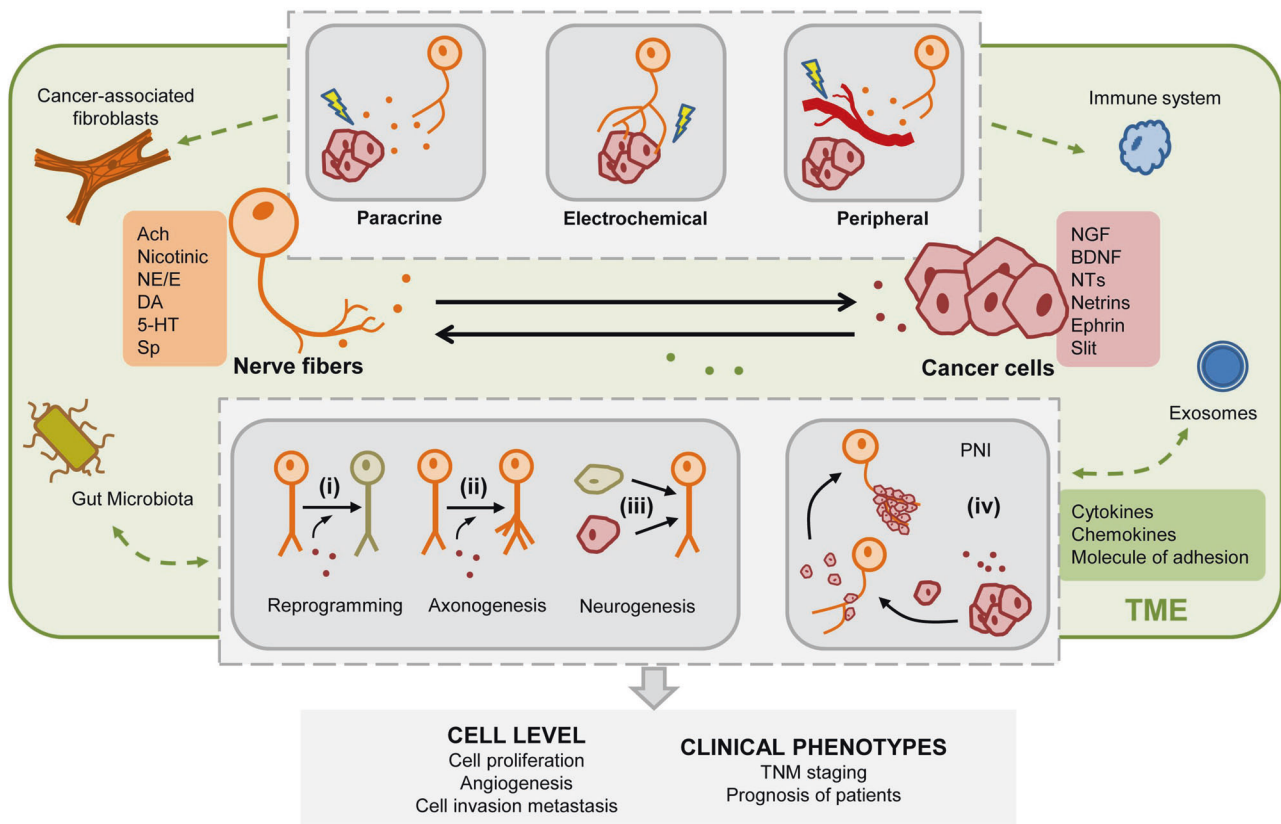 Cancer-associated
fibroblasts
Paracrine
Electrochemical
Peripheral
Immune system
Ach
Nicotinic
NE/E
DA
5-HT
Sp
Nerve fibers
Cancer cells
NGF
BDNF
NTs
Netrins
Ephrin
Slit
Exosomes
Gut Microbiota
(i)
(ii)
(iii)
Reprogramming
Axonogenesis
Neurogenesis
PNI
(iv)
Cytokines
Chemokines
Molecule of adhesion
TME
CELL LEVEL
Cell proliferation
Angiogenesis
Cell invasion metastasis
CLINICAL PHENOTYPES
TNM staging
Prognosis of patients